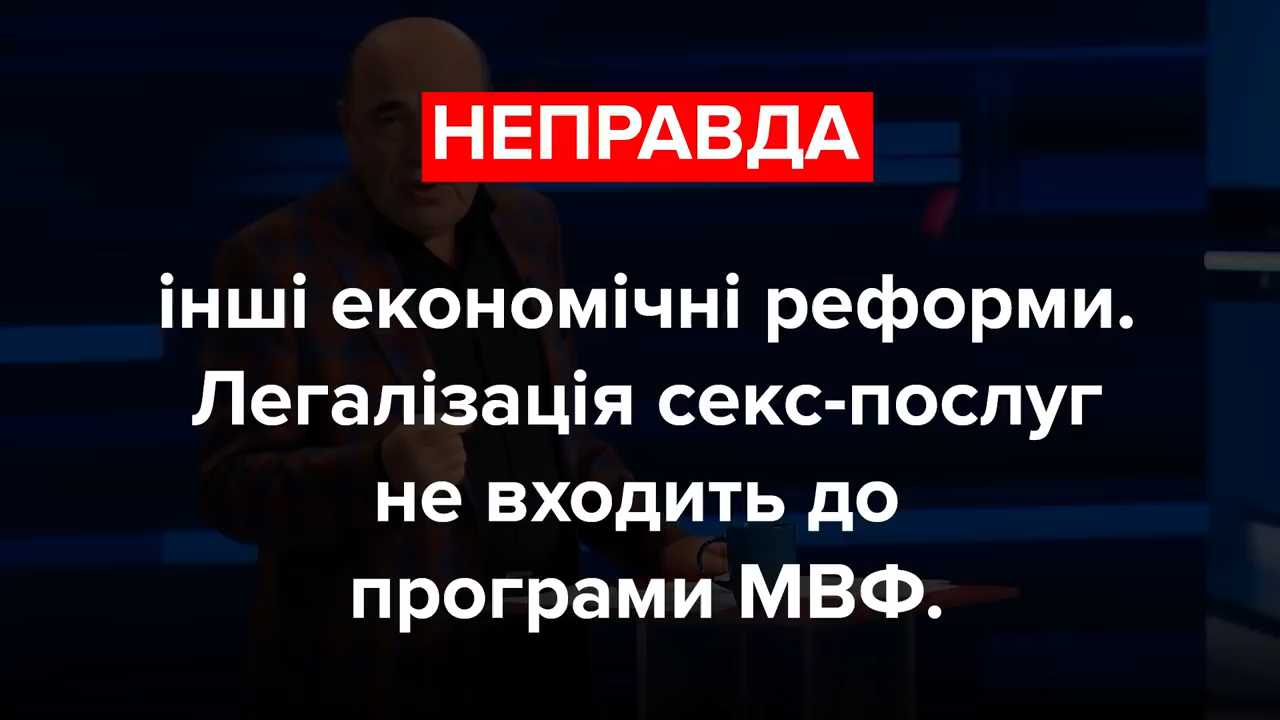 НЕПРАВДА
інші економічні реформи.
Легалізація секс-послуг
не входить до
програми МВФ.